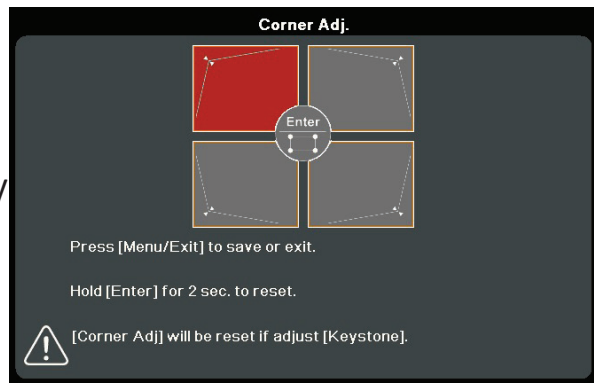 Corner Adj.
Enter
Press [Menu/Exit] to save or exit.
Hold [Enter] for 2 sec. to reset.
[Corner Adj] will be reset if adjust [Keystone].